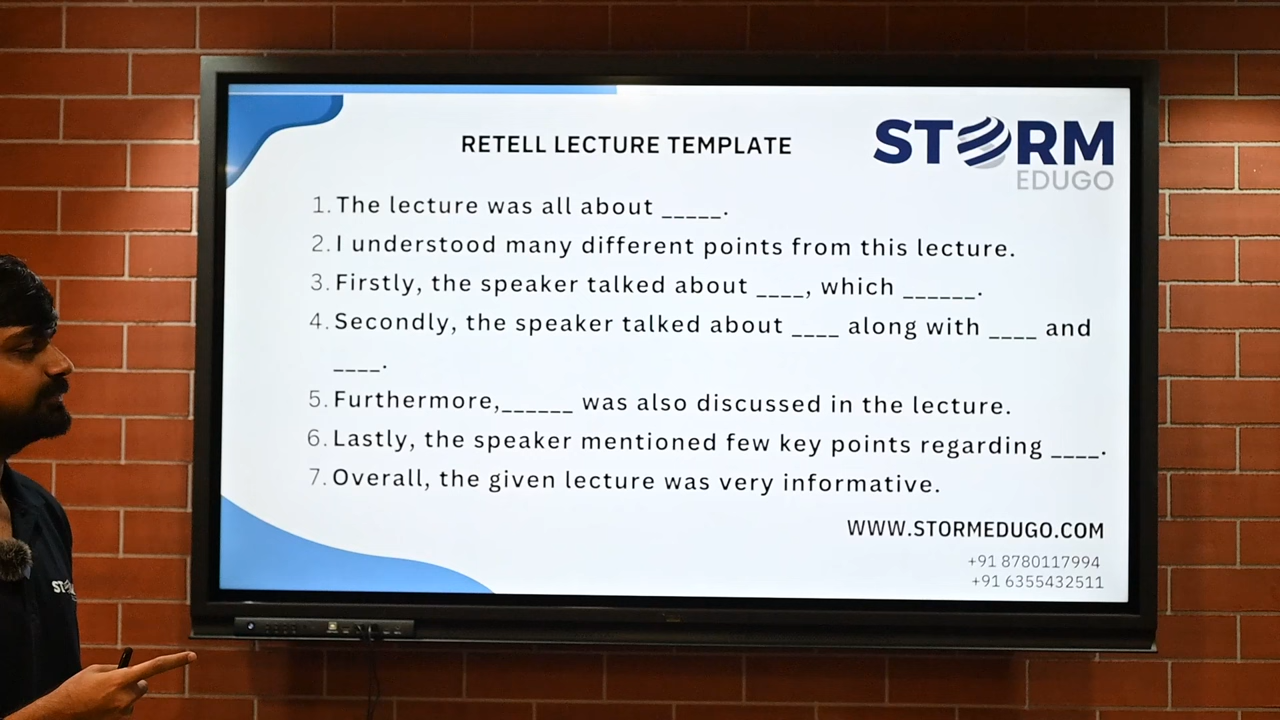 RETELL LECTURE TEMPLATE
STORM
EDUGO
1. The lecture was all about _____.
2. I understood many different points from this lecture.
3. Firstly, the speaker talked about ____, which ______.
4. Secondly, the speaker talked about ____ along with ____ and
____.
5. Furthermore,______ was also discussed in the lecture.
6. Lastly, the speaker mentioned few key points regarding ____.
7. Overall, the given lecture was very informative.
WWW.STORMEDUGO.COM
+91 8780117994
+91 6355432511